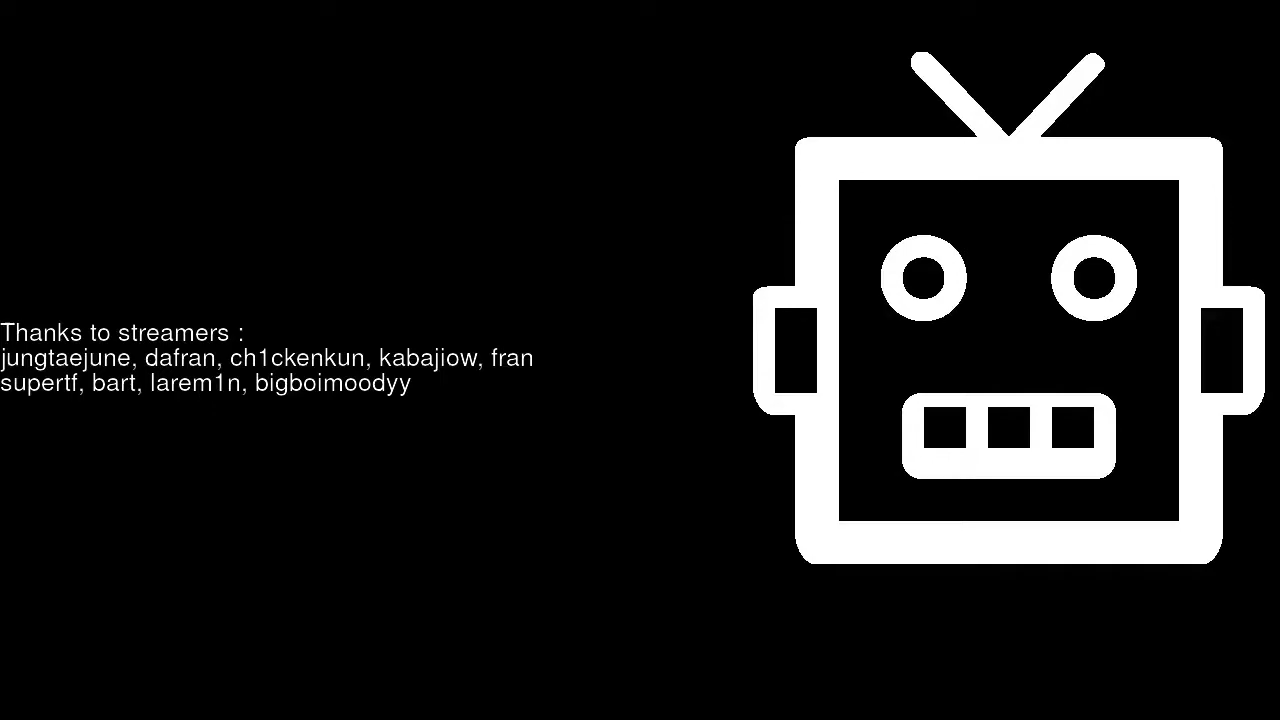 Thanks to streamers :
jungtaejune, dafran, ch1ckenkun, kabajiow, fran
supertf, bart, larem1n, bigboimoodyy